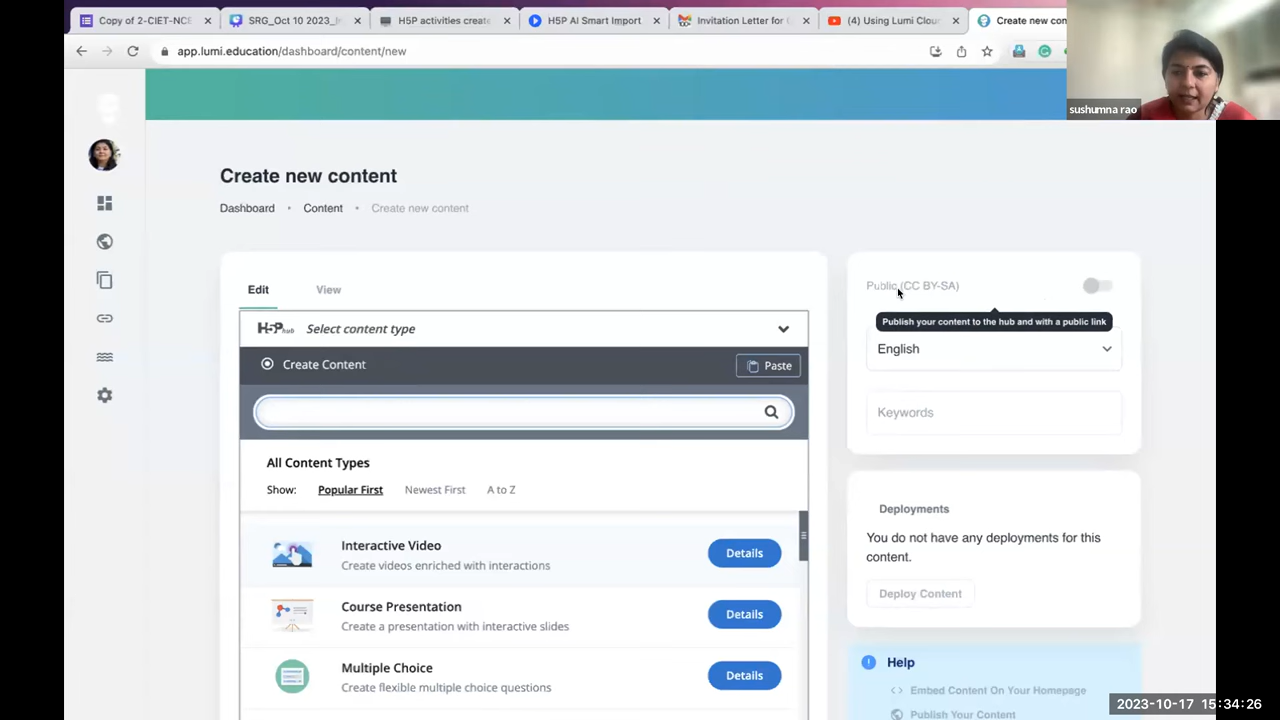 Copy of 2-CIET-NCE
SRG_Oct 10 2023_I
H5P activities create
H5P AI Smart Import
Invitation Letter for
(4) Using Lumi Clou
Create new con
app.lumi.education/dashboard/content/new
sushumna rao
Create new content
Dashboard • Content • Create new content
Edit View
H5P hub Select content type
Create Content
Paste
All Content Types
Show: Popular First Newest First A to Z
Interactive Video
Create videos enriched with interactions
Details
Course Presentation
Create a presentation with interactive slides
Details
Multiple Choice
Create flexible multiple choice questions
Details
Public (CC BY-SA)
Publish your content to the hub and with a public link
English
Keywords
Deployments
You do not have any deployments for this
content.
Deploy Content
Help
Embed Content On Your Homepage
Publish Your Content
2023-10-17 15:34:26